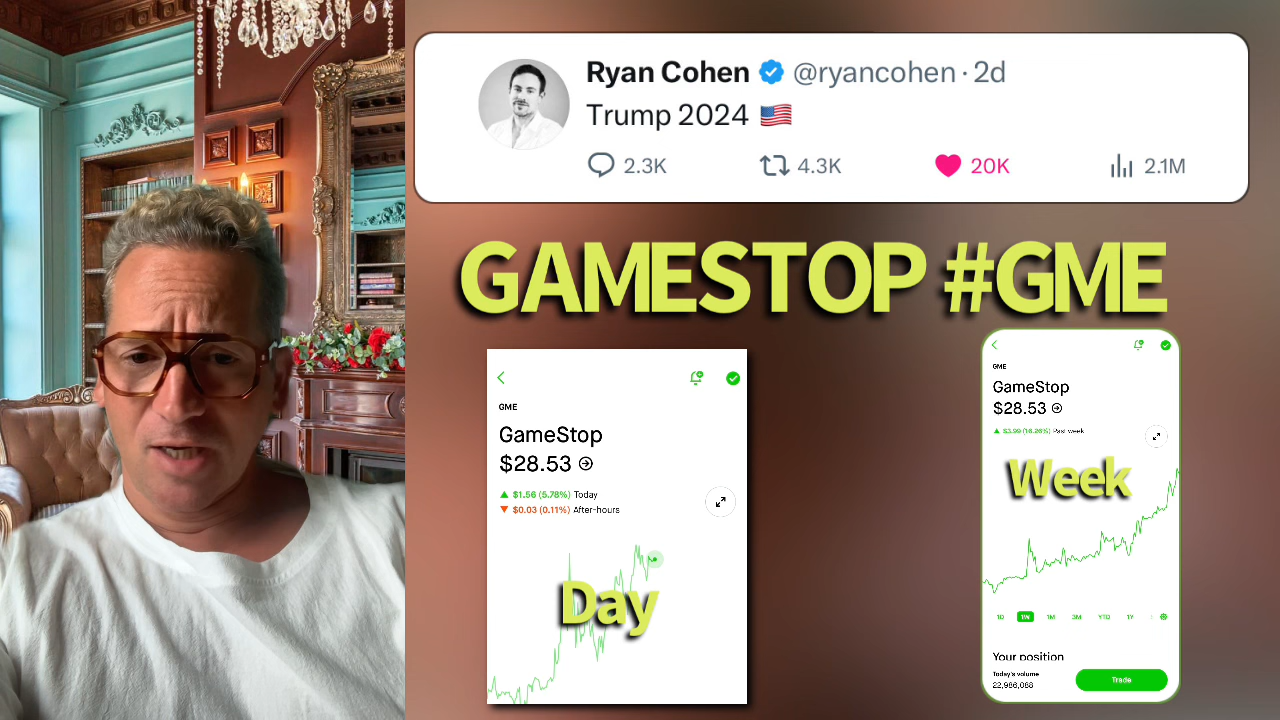 Ryan Cohen @ryancohen · 2d
Trump 2024 🇺🇸
2.3K 4.3K 20K 2.1M
GAMESTOP #GME
GME
GameStop
$28.53
$1.56 (5.78%) Today
$0.03 (0.11%) After-hours
Day
GME
GameStop
$28.53
$3.99 (16.26%) Past week
Week
1D 1W 1M 3M YTD 1Y
Your position
Today's volume
22,986,068
Trade